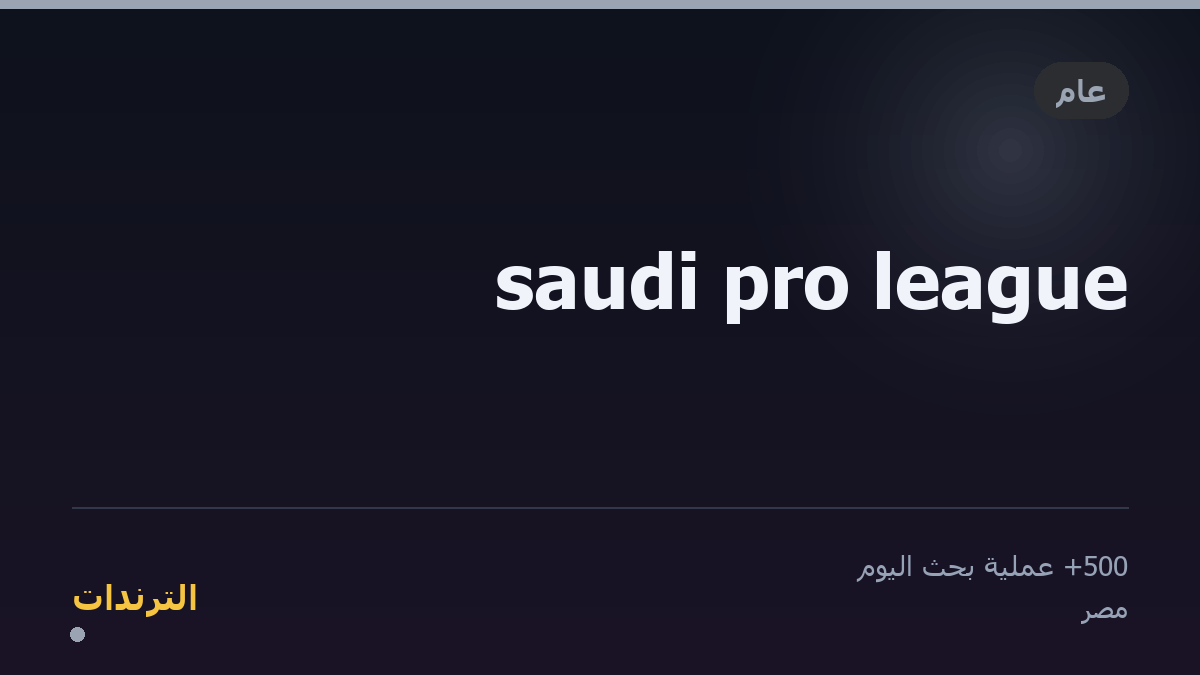 عام
saudi pro league
500+ عملية بحث اليوم
مصر
الترندات